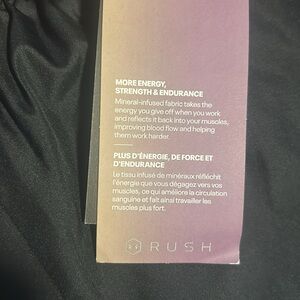 MORE ENERGY,
STRENGTH & ENDURANCE
Mineral-infused fabric takes the
energy you give off when you work
and reflects it back into your muscles,
improving blood flow and helping
them work harder.
PLUS D'ÉNERGIE, DE FORCE ET
D'ENDURANCE
Le tissu infusé de minéraux réfléchit
l'énergie que vous dégagez vers vos
muscles, ce qui améliore la circulation
sanguine et fait ainsi travailler les
muscles plus fort.
RUSH